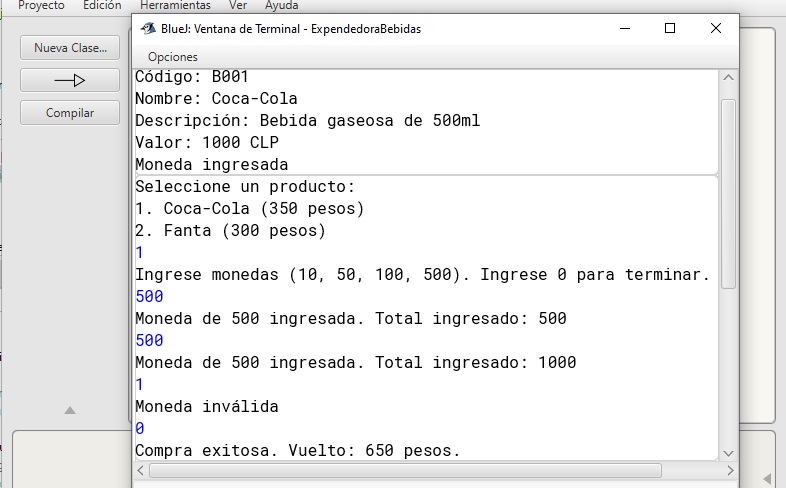 Proyecto Edición Herramientas Ver Ayuda
BlueJ: Ventana de Terminal - ExpendedoraBebidas
Nueva Clase...
Compilar
Opciones
Código: B001
Nombre: Coca-Cola
Descripción: Bebida gaseosa de 500ml
Valor: 1000 CLP
Moneda ingresada
Seleccione un producto:
1. Coca-Cola (350 pesos)
2. Fanta (300 pesos)
1
Ingrese monedas (10, 50, 100, 500). Ingrese 0 para terminar.
500
Moneda de 500 ingresada. Total ingresado: 500
500
Moneda de 500 ingresada. Total ingresado: 1000
1
Moneda inválida
0
Compra exitosa. Vuelto: 650 pesos.